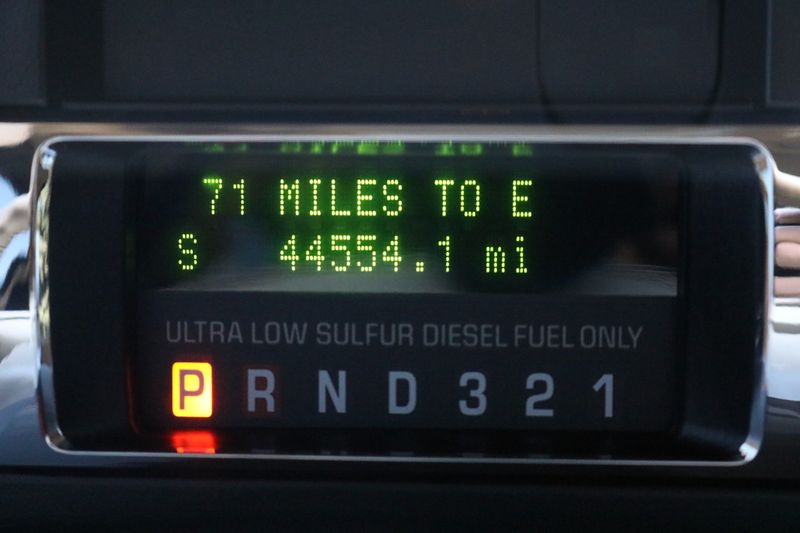 71 MILES TO E
S 44554.1 mi
ULTRA LOW SULFUR DIESEL FUEL ONLY
P R N D 3 2 1